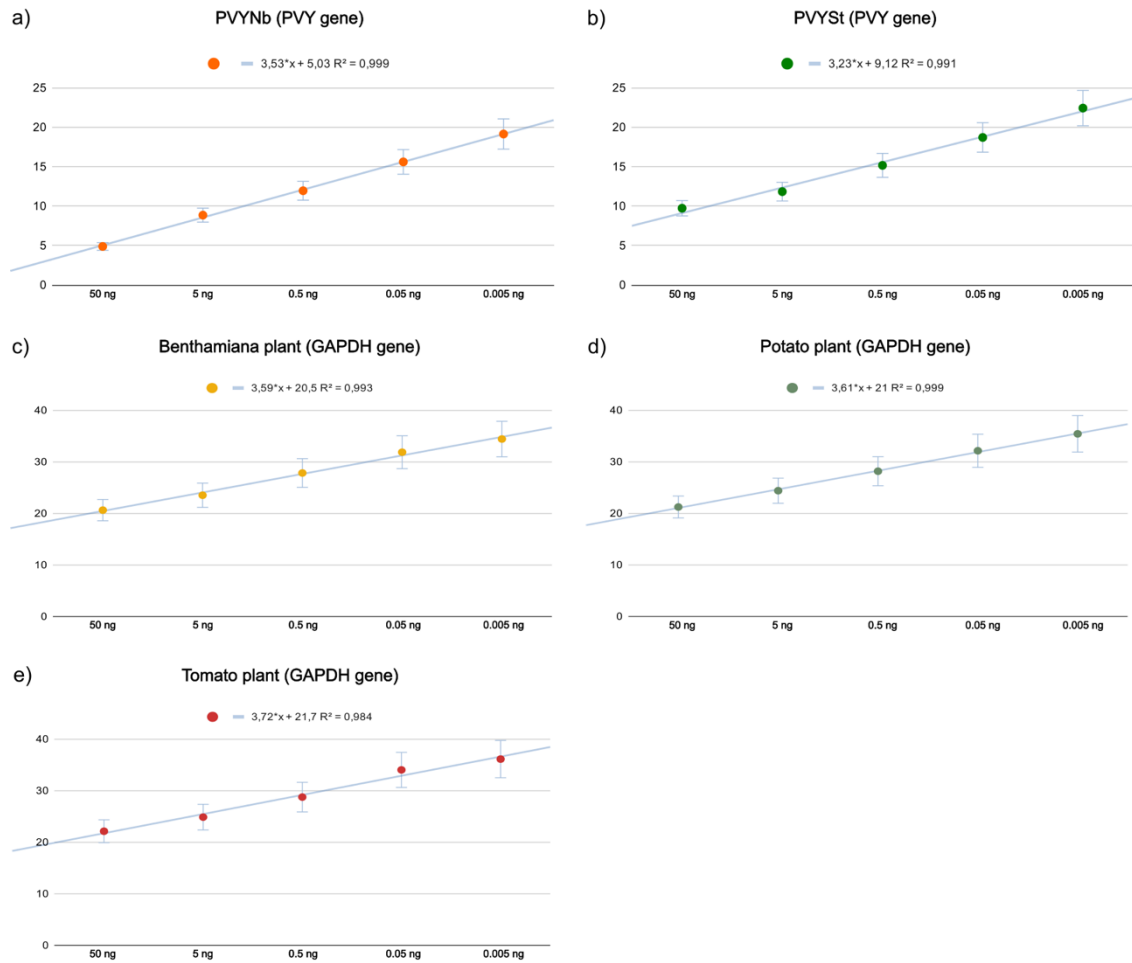 a)
PVYNb (PVY gene)
3,53*x + 5,03 R² = 0,999
25
20
15
10
5
0
50 ng 5 ng 0.5 ng 0.05 ng 0.005 ng
b)
PVYSt (PVY gene)
3,23*x + 9,12 R² = 0,991
25
20
15
10
5
0
50 ng 5 ng 0.5 ng 0.05 ng 0.005 ng
c)
Benthamiana plant (GAPDH gene)
3,59*x + 20,5 R² = 0,993
40
30
20
10
0
50 ng 5 ng 0.5 ng 0.05 ng 0.005 ng
d)
Potato plant (GAPDH gene)
3,61*x + 21 R² = 0,999
40
30
20
10
0
50 ng 5 ng 0.5 ng 0.05 ng 0.005 ng
e)
Tomato plant (GAPDH gene)
3,72*x + 21,7 R² = 0,984
40
30
20
10
0
50 ng 5 ng 0.5 ng 0.05 ng 0.005 ng